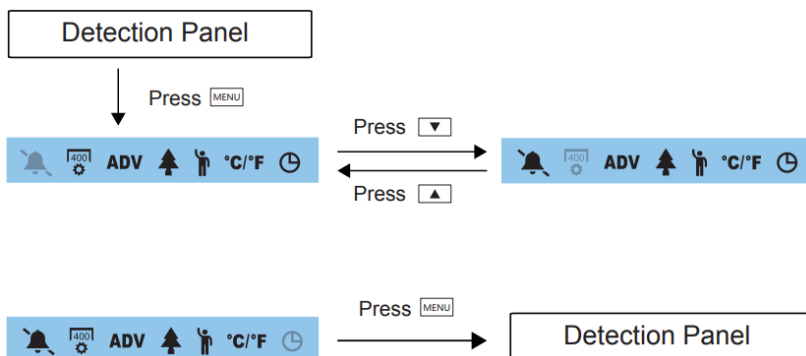 Detection Panel
Press MENU
400 ADV °C/°F
Press ▼
Press ▲
400 ADV °C/°F
400 ADV °C/°F
Press MENU
Detection Panel